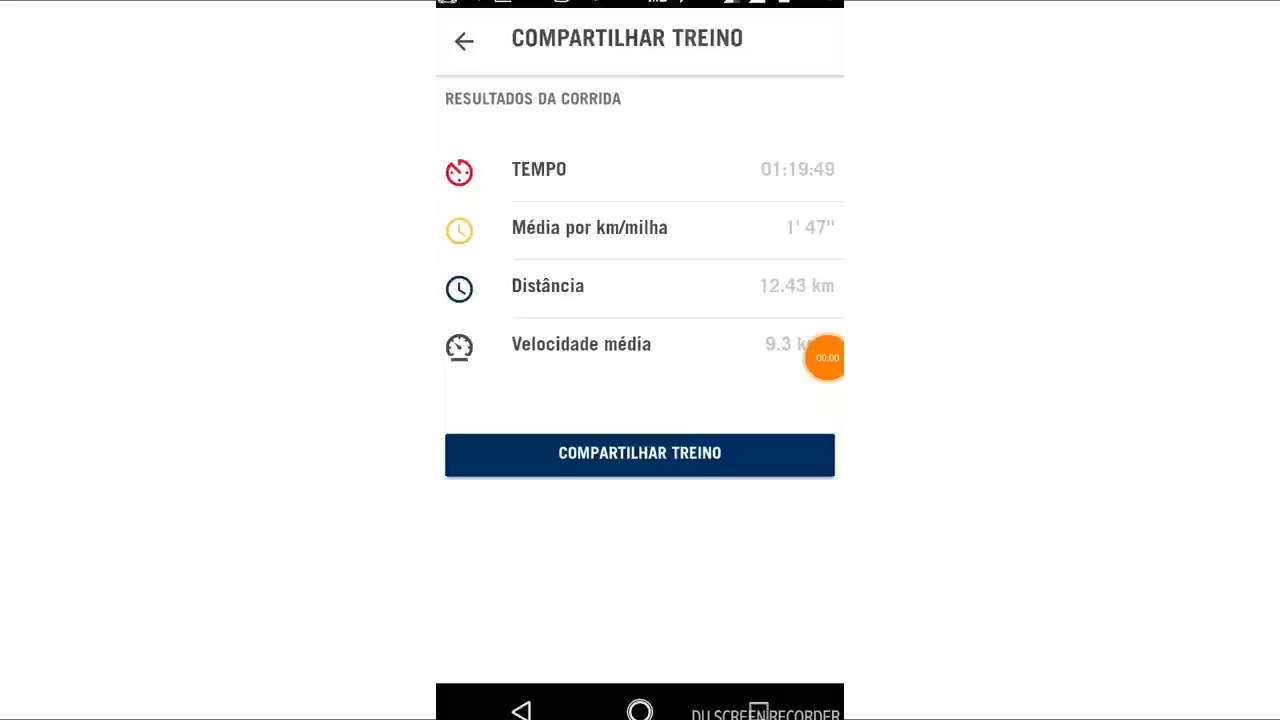 COMPARTILHAR TREINO
RESULTADOS DA CORRIDA
TEMPO 01:19:49
Média por km/milha 1' 47"
Distância 12.43 km
Velocidade média 9.3
00:00
COMPARTILHAR TREINO
DU SCREEN RECORDER